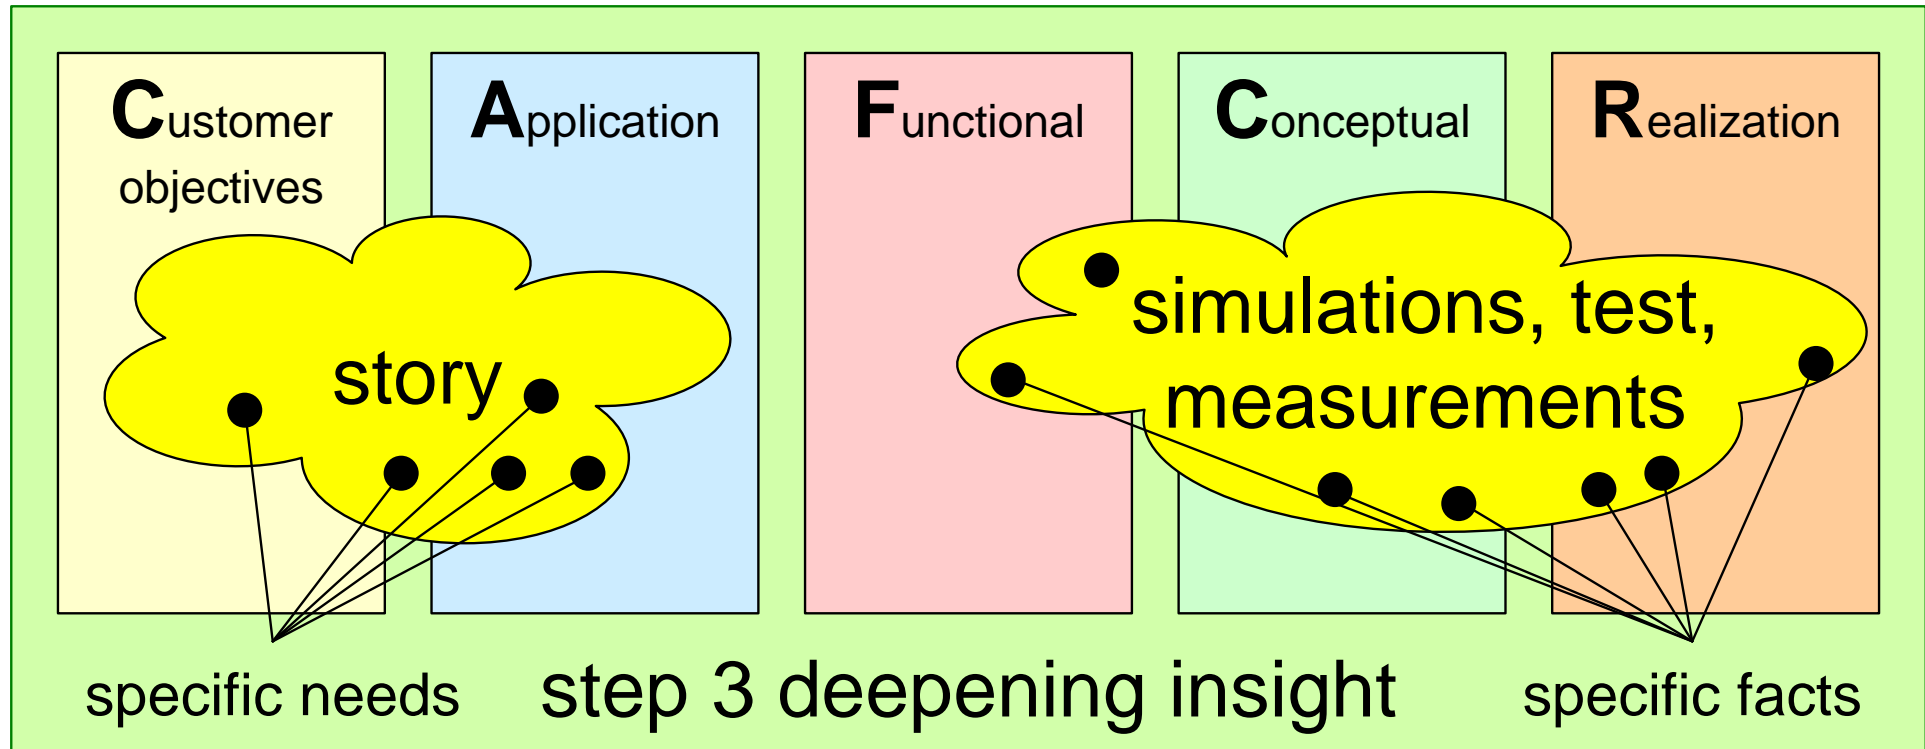 Customer
objectives
Application
Functional
Conceptual
Realization
story
simulations, test,
measurements
specific needs
step 3 deepening insight
specific facts